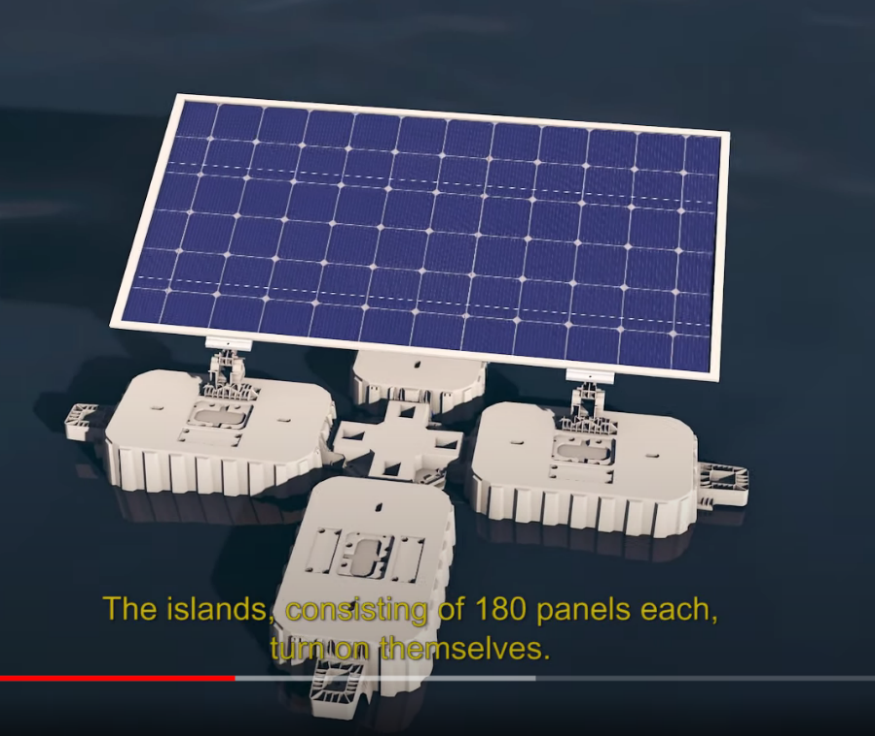 The islands, consisting of 180 panels each,
turn on themselves.